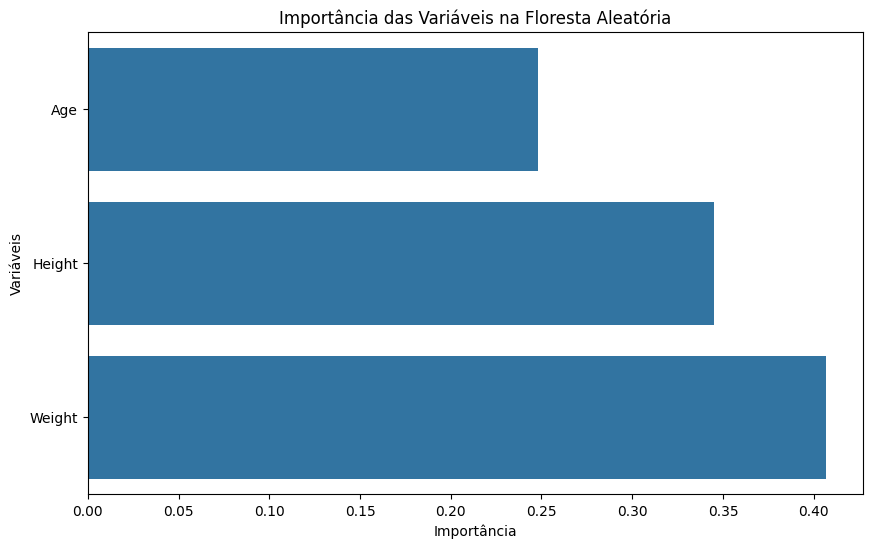 Importância das Variáveis na Floresta Aleatória
Age
Height
Weight
Variáveis
0.00 0.05 0.10 0.15 0.20 0.25 0.30 0.35 0.40
Importância